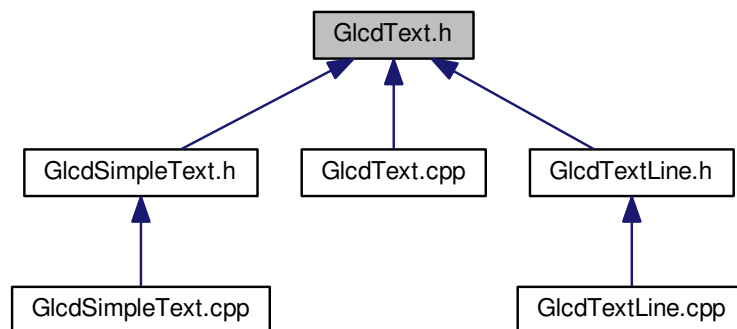 GlcdText.h
GlcdSimpleText.h
GlcdText.cpp
GlcdTextLine.h
GlcdSimpleText.cpp
GlcdTextLine.cpp